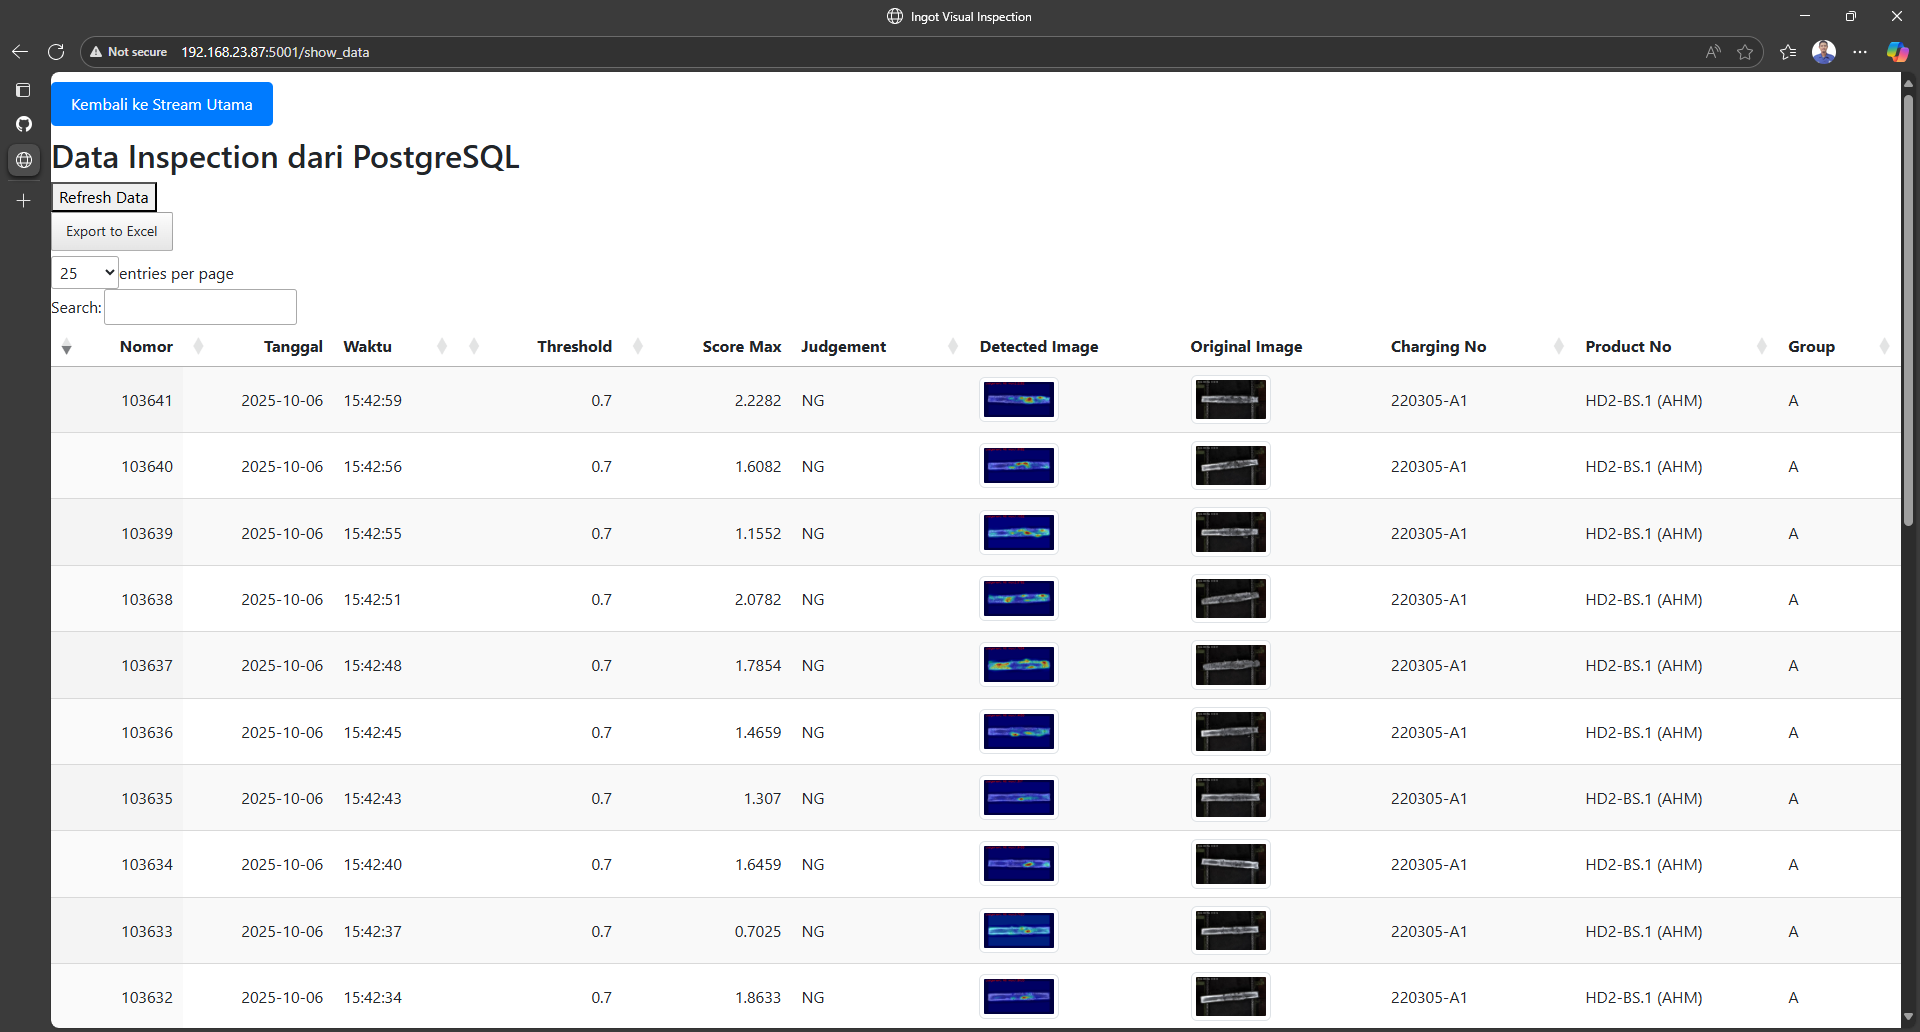 Ingot Visual Inspection
Not secure 192.168.23.87:5001/show_data
Kembali ke Stream Utama
Data Inspection dari PostgreSQL
Refresh Data
Export to Excel
25 entries per page
Search:
Nomor Tanggal Waktu Threshold Score Max Judgement Detected Image Original Image Charging No Product No Group
103641 2025-10-06 15:42:59 0.7 2.2282 NG 220305-A1 HD2-BS.1 (AHM) A
103640 2025-10-06 15:42:56 0.7 1.6082 NG 220305-A1 HD2-BS.1 (AHM) A
103639 2025-10-06 15:42:55 0.7 1.1552 NG 220305-A1 HD2-BS.1 (AHM) A
103638 2025-10-06 15:42:51 0.7 2.0782 NG 220305-A1 HD2-BS.1 (AHM) A
103637 2025-10-06 15:42:48 0.7 1.7854 NG 220305-A1 HD2-BS.1 (AHM) A
103636 2025-10-06 15:42:45 0.7 1.4659 NG 220305-A1 HD2-BS.1 (AHM) A
103635 2025-10-06 15:42:43 0.7 1.307 NG 220305-A1 HD2-BS.1 (AHM) A
103634 2025-10-06 15:42:40 0.7 1.6459 NG 220305-A1 HD2-BS.1 (AHM) A
103633 2025-10-06 15:42:37 0.7 0.7025 NG 220305-A1 HD2-BS.1 (AHM) A
103632 2025-10-06 15:42:34 0.7 1.8633 NG 220305-A1 HD2-BS.1 (AHM) A